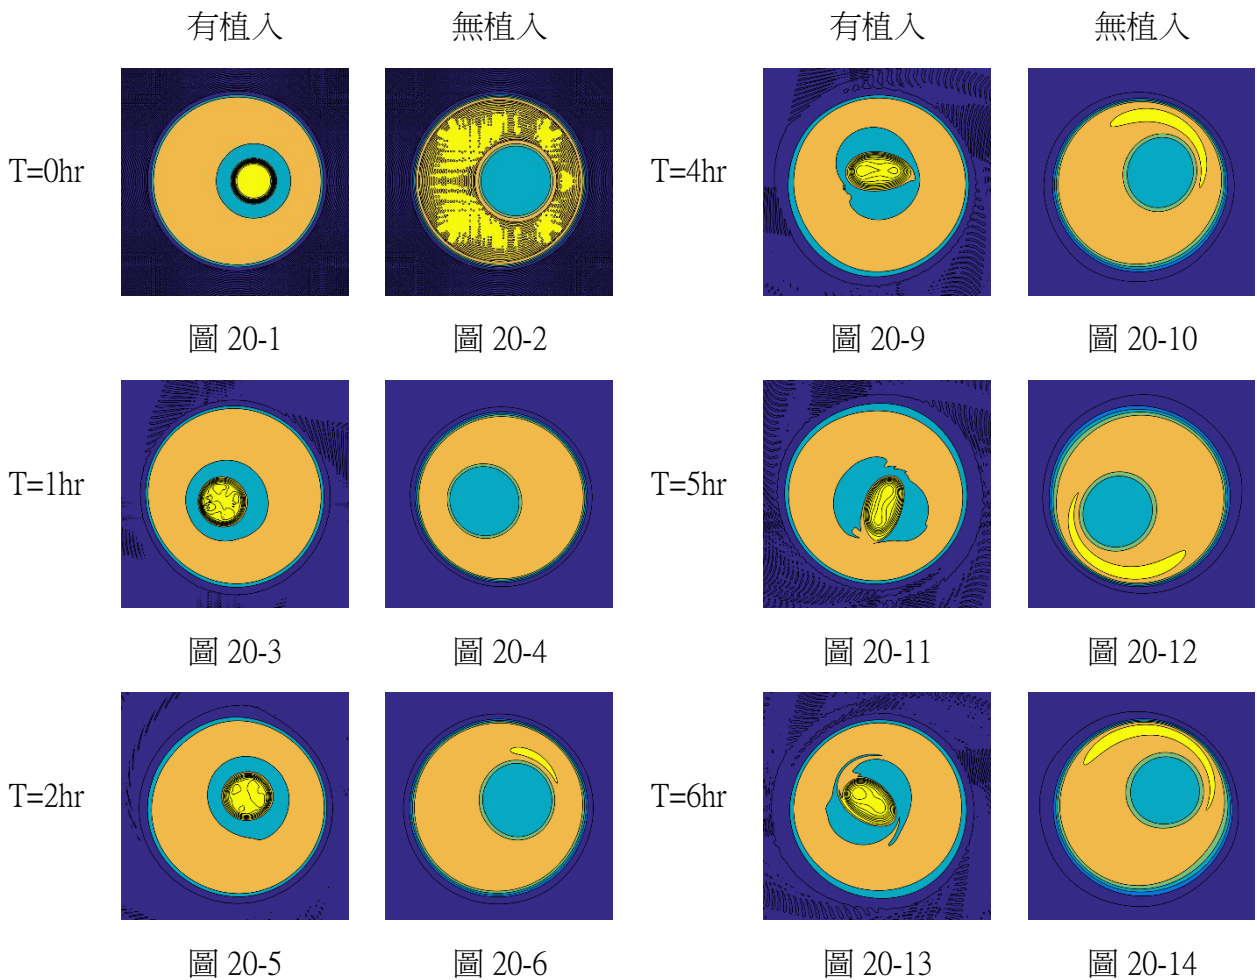 有植入 無植入 有植入 無植入
T=0hr T=4hr
圖 20-1 圖 20-2 圖 20-9 圖 20-10
T=1hr T=5hr
圖 20-3 圖 20-4 圖 20-11 圖 20-12
T=2hr T=6hr
圖 20-5 圖 20-6 圖 20-13 圖 20-14